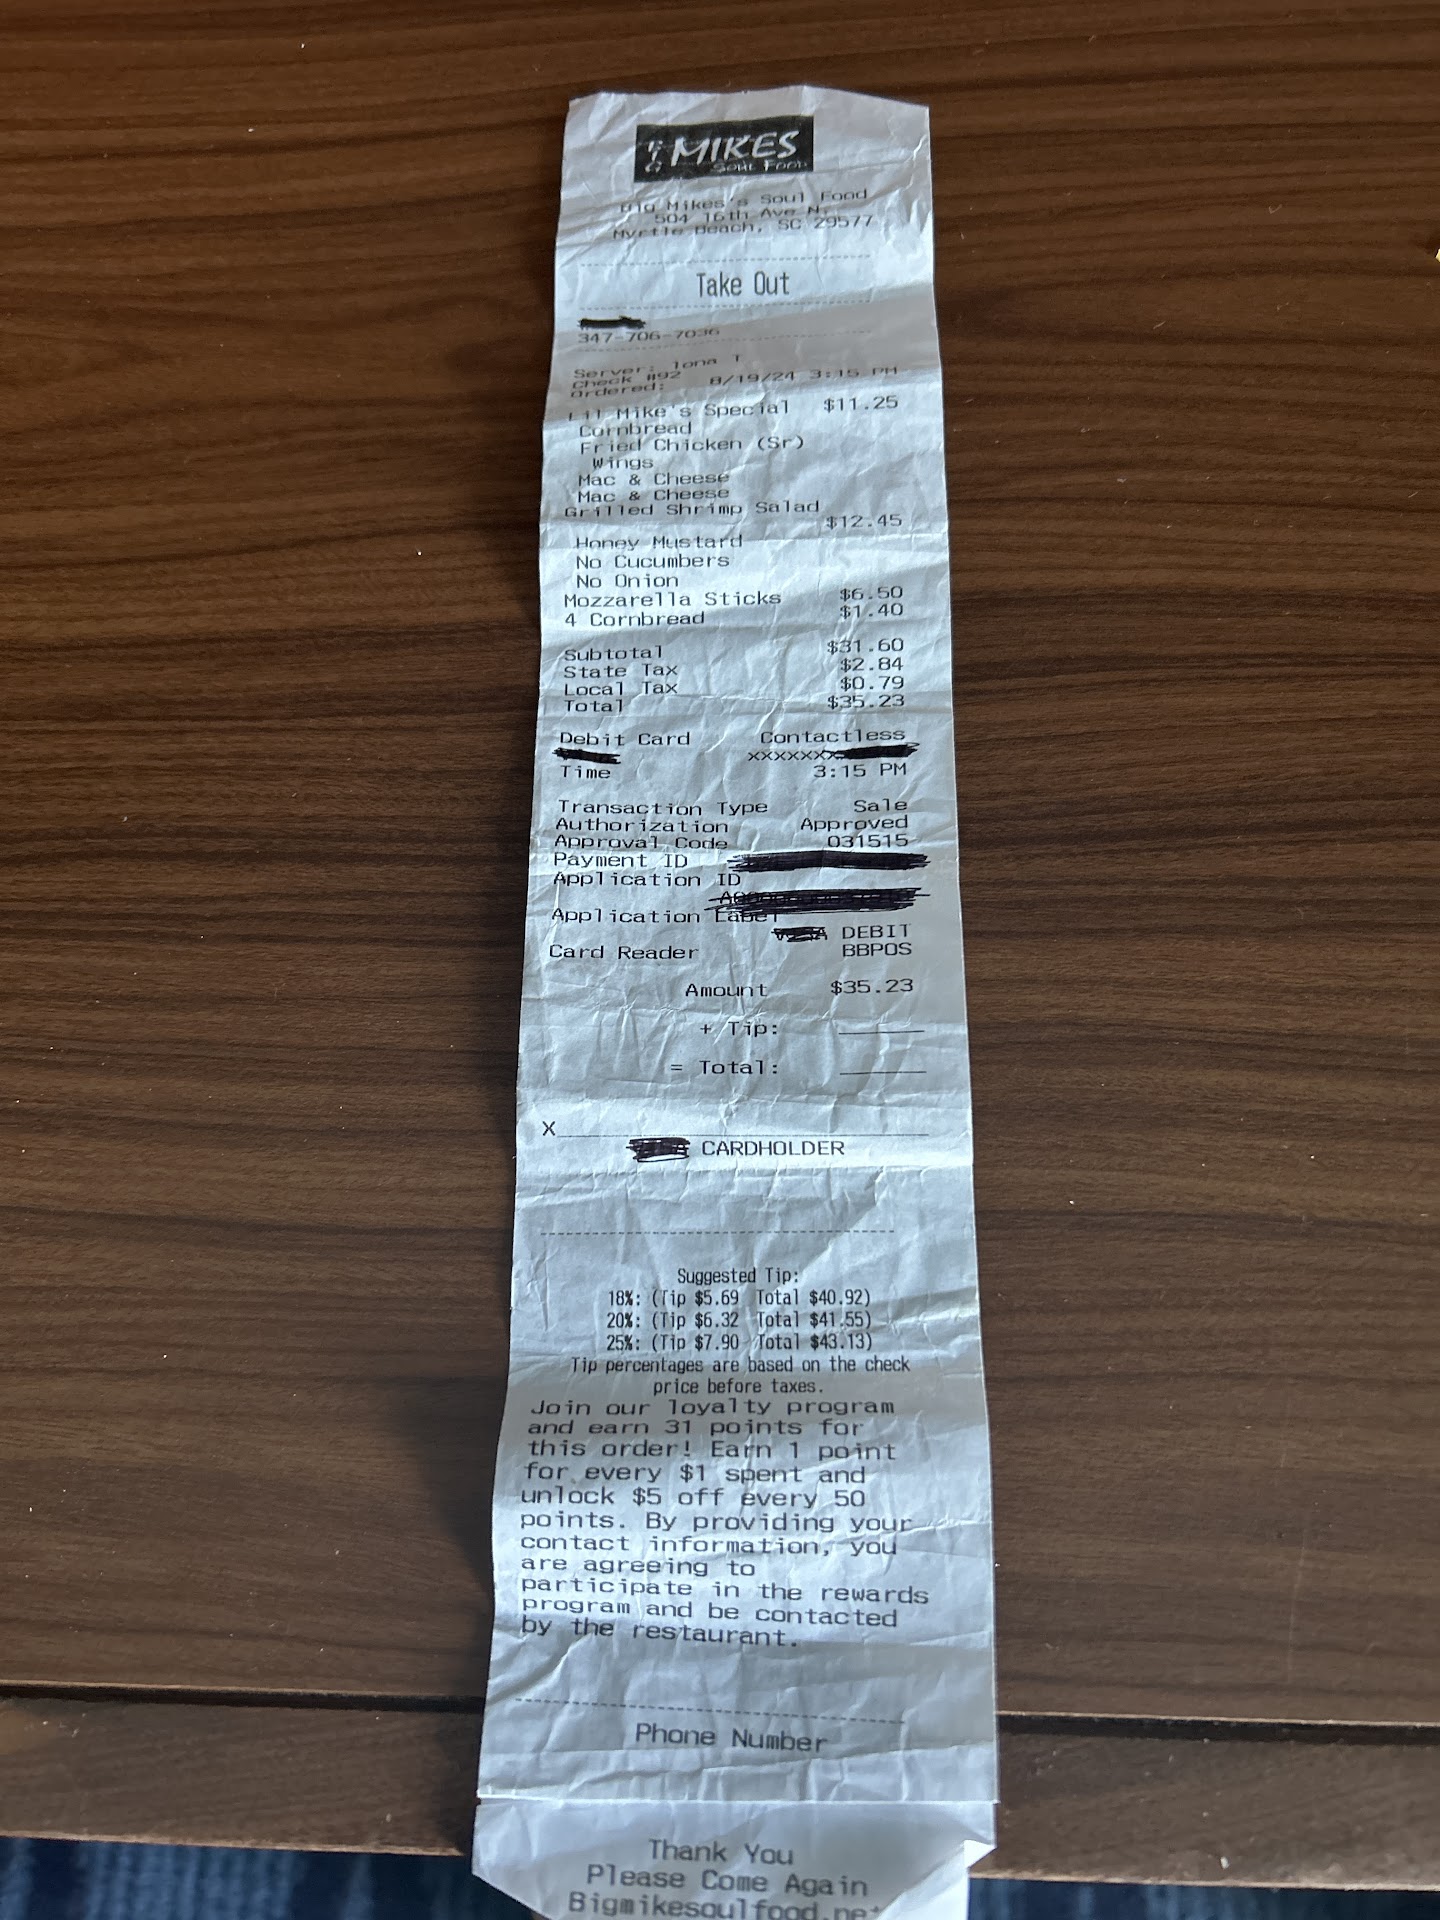 BIG MIKES
Soul Food
Big Mikes's Soul Food
504 16th Ave N.
Myrtle Beach, SC 29577
Take Out
347-706-7036
Server: Iona T
Check #92
Ordered: 8/19/24 3:15 PM
Lil Mike's Special $11.25
Cornbread
Fried Chicken (Sr)
Wings
Mac & Cheese
Mac & Cheese
Grilled Shrimp Salad
$12.45
Honey Mustard
No Cucumbers
No Onion
Mozzarella Sticks $6.50
4 Cornbread $1.40
Subtotal $31.60
State Tax $2.84
Local Tax $0.79
Total $35.23
Debit Card Contactless
xxxxxxx
Time 3:15 PM
Transaction Type Sale
Authorization Approved
Approval Code 031515
Payment ID
Application ID
Application Label
DEBIT
Card Reader BBPOS
Amount $35.23
+ Tip:
= Total:
X
CARDHOLDER
Suggested Tip:
18%: (Tip $5.69 Total $40.92)
20%: (Tip $6.32 Total $41.55)
25%: (Tip $7.90 Total $43.13)
Tip percentages are based on the check
price before taxes.
Join our loyalty program
and earn 31 points for
this order! Earn 1 point
for every $1 spent and
unlock $5 off every 50
points. By providing your
contact information, you
are agreeing to
participate in the rewards
program and be contacted
by the restaurant.
Phone Number
Thank You
Please Come Again
Bigmikesoulfood.net